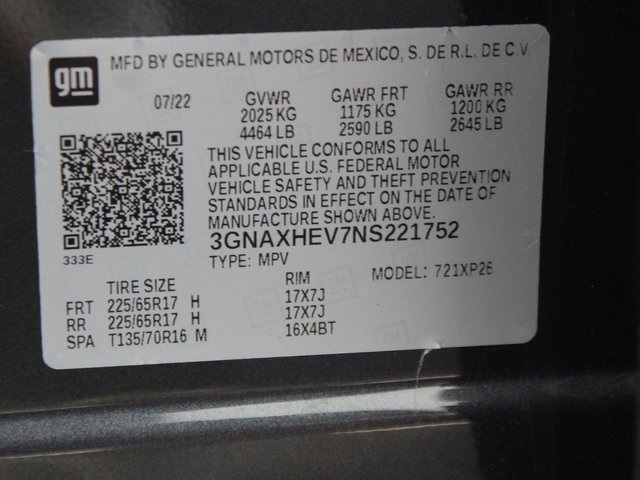 gm
MFD BY GENERAL MOTORS DE MEXICO, S. DE R.L. DE C.V
07/22 GVWR GAWR FRT GAWR RR
2025 KG 1175 KG 1200 KG
4464 LB 2590 LB 2645 LB
THIS VEHICLE CONFORMS TO ALL
APPLICABLE U.S. FEDERAL MOTOR
VEHICLE SAFETY AND THEFT PREVENTION
STANDARDS IN EFFECT ON THE DATE OF
MANUFACTURE SHOWN ABOVE.
3GNAXHEV7NS221752
333E TYPE: MPV MODEL: 721XP26
TIRE SIZE RIM
FRT 225/65R17 H 17X7J
RR 225/65R17 H 17X7J
SPA T135/70R16 M 16X4BT